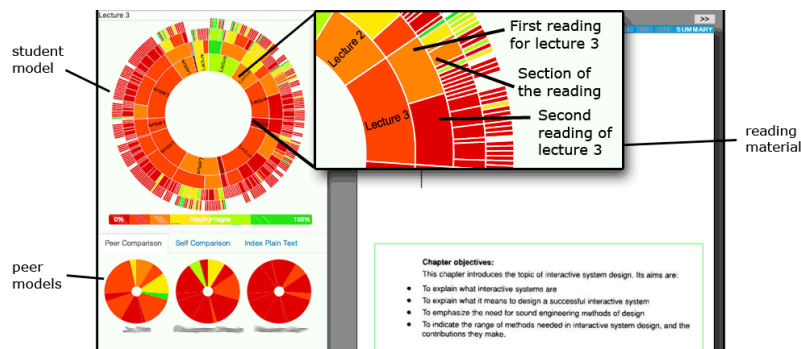 Lecture 3
>>
SUMMARY
student
model
Lecture 2
Lecture 3
First reading
for lecture 3
Section of
the reading
Second
reading of
lecture 3
reading
material
0%
100%
Peer Comparison Self Comparison Index Plain Text
peer
models
Chapter objectives:
This chapter introduces the topic of interactive system design. Its aims are:
• To explain what interactive systems are
• To explain what it means to design a successful interactive system
• To emphasize the need for sound engineering methods of design
• To indicate the range of methods needed in interactive system design, and the
contributions they make.